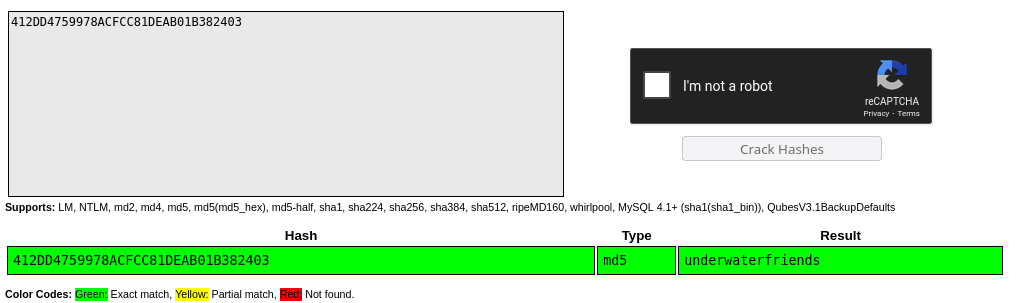 412DD4759978ACFCC81DEAB01B382403
I'm not a robot
reCAPTCHA
Privacy - Terms
Crack Hashes
Supports: LM, NTLM, md2, md4, md5, md5(md5_hex), md5-half, sha1, sha224, sha256, sha384, sha512, ripeMD160, whirlpool, MySQL 4.1+ (sha1(sha1_bin)), QubesV3.1BackupDefaults
Hash Type Result
412DD4759978ACFCC81DEAB01B382403 md5 underwaterfriends
Color Codes: Green: Exact match, Yellow: Partial match, Red: Not found.